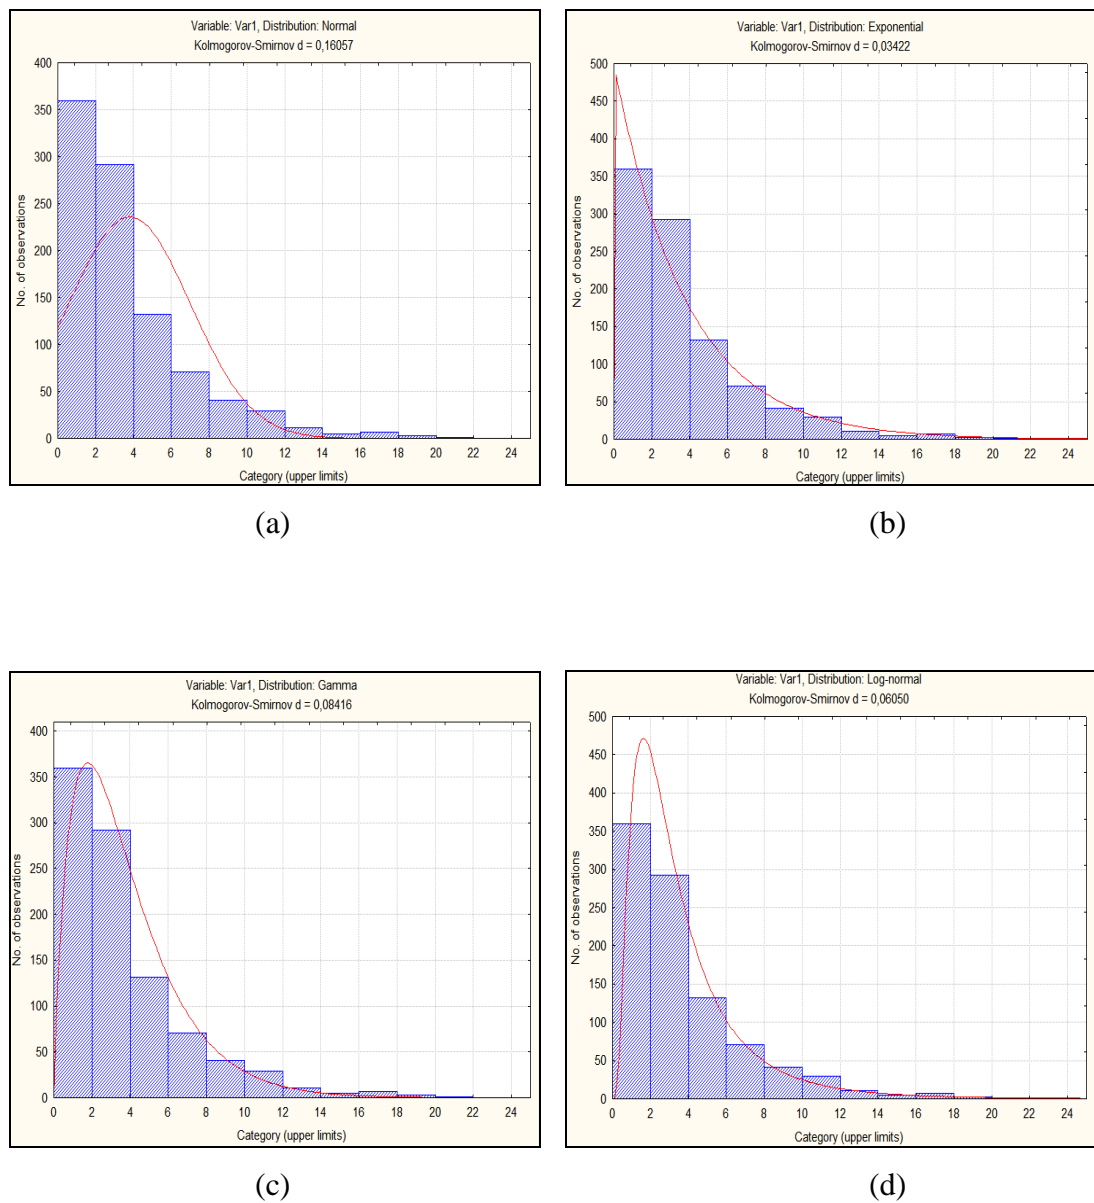 Variable: Var1, Distribution: Normal
Kolmogorov-Smirnov d = 0,16057
400
350
300
250
200
150
100
50
0
No. of observations
0 2 4 6 8 10 12 14 16 18 20 22 24
Category (upper limits)
(a)
Variable: Var1, Distribution: Exponential
Kolmogorov-Smirnov d = 0,03422
500
450
400
350
300
250
200
150
100
50
0
No. of observations
0 2 4 6 8 10 12 14 16 18 20 22 24
Category (upper limits)
(b)
Variable: Var1, Distribution: Gamma
Kolmogorov-Smirnov d = 0,08416
400
350
300
250
200
150
100
50
0
No. of observations
0 2 4 6 8 10 12 14 16 18 20 22 24
Category (upper limits)
(c)
Variable: Var1, Distribution: Log-normal
Kolmogorov-Smirnov d = 0,06050
500
450
400
350
300
250
200
150
100
50
0
No. of observations
0 2 4 6 8 10 12 14 16 18 20 22 24
Category (upper limits)
(d)